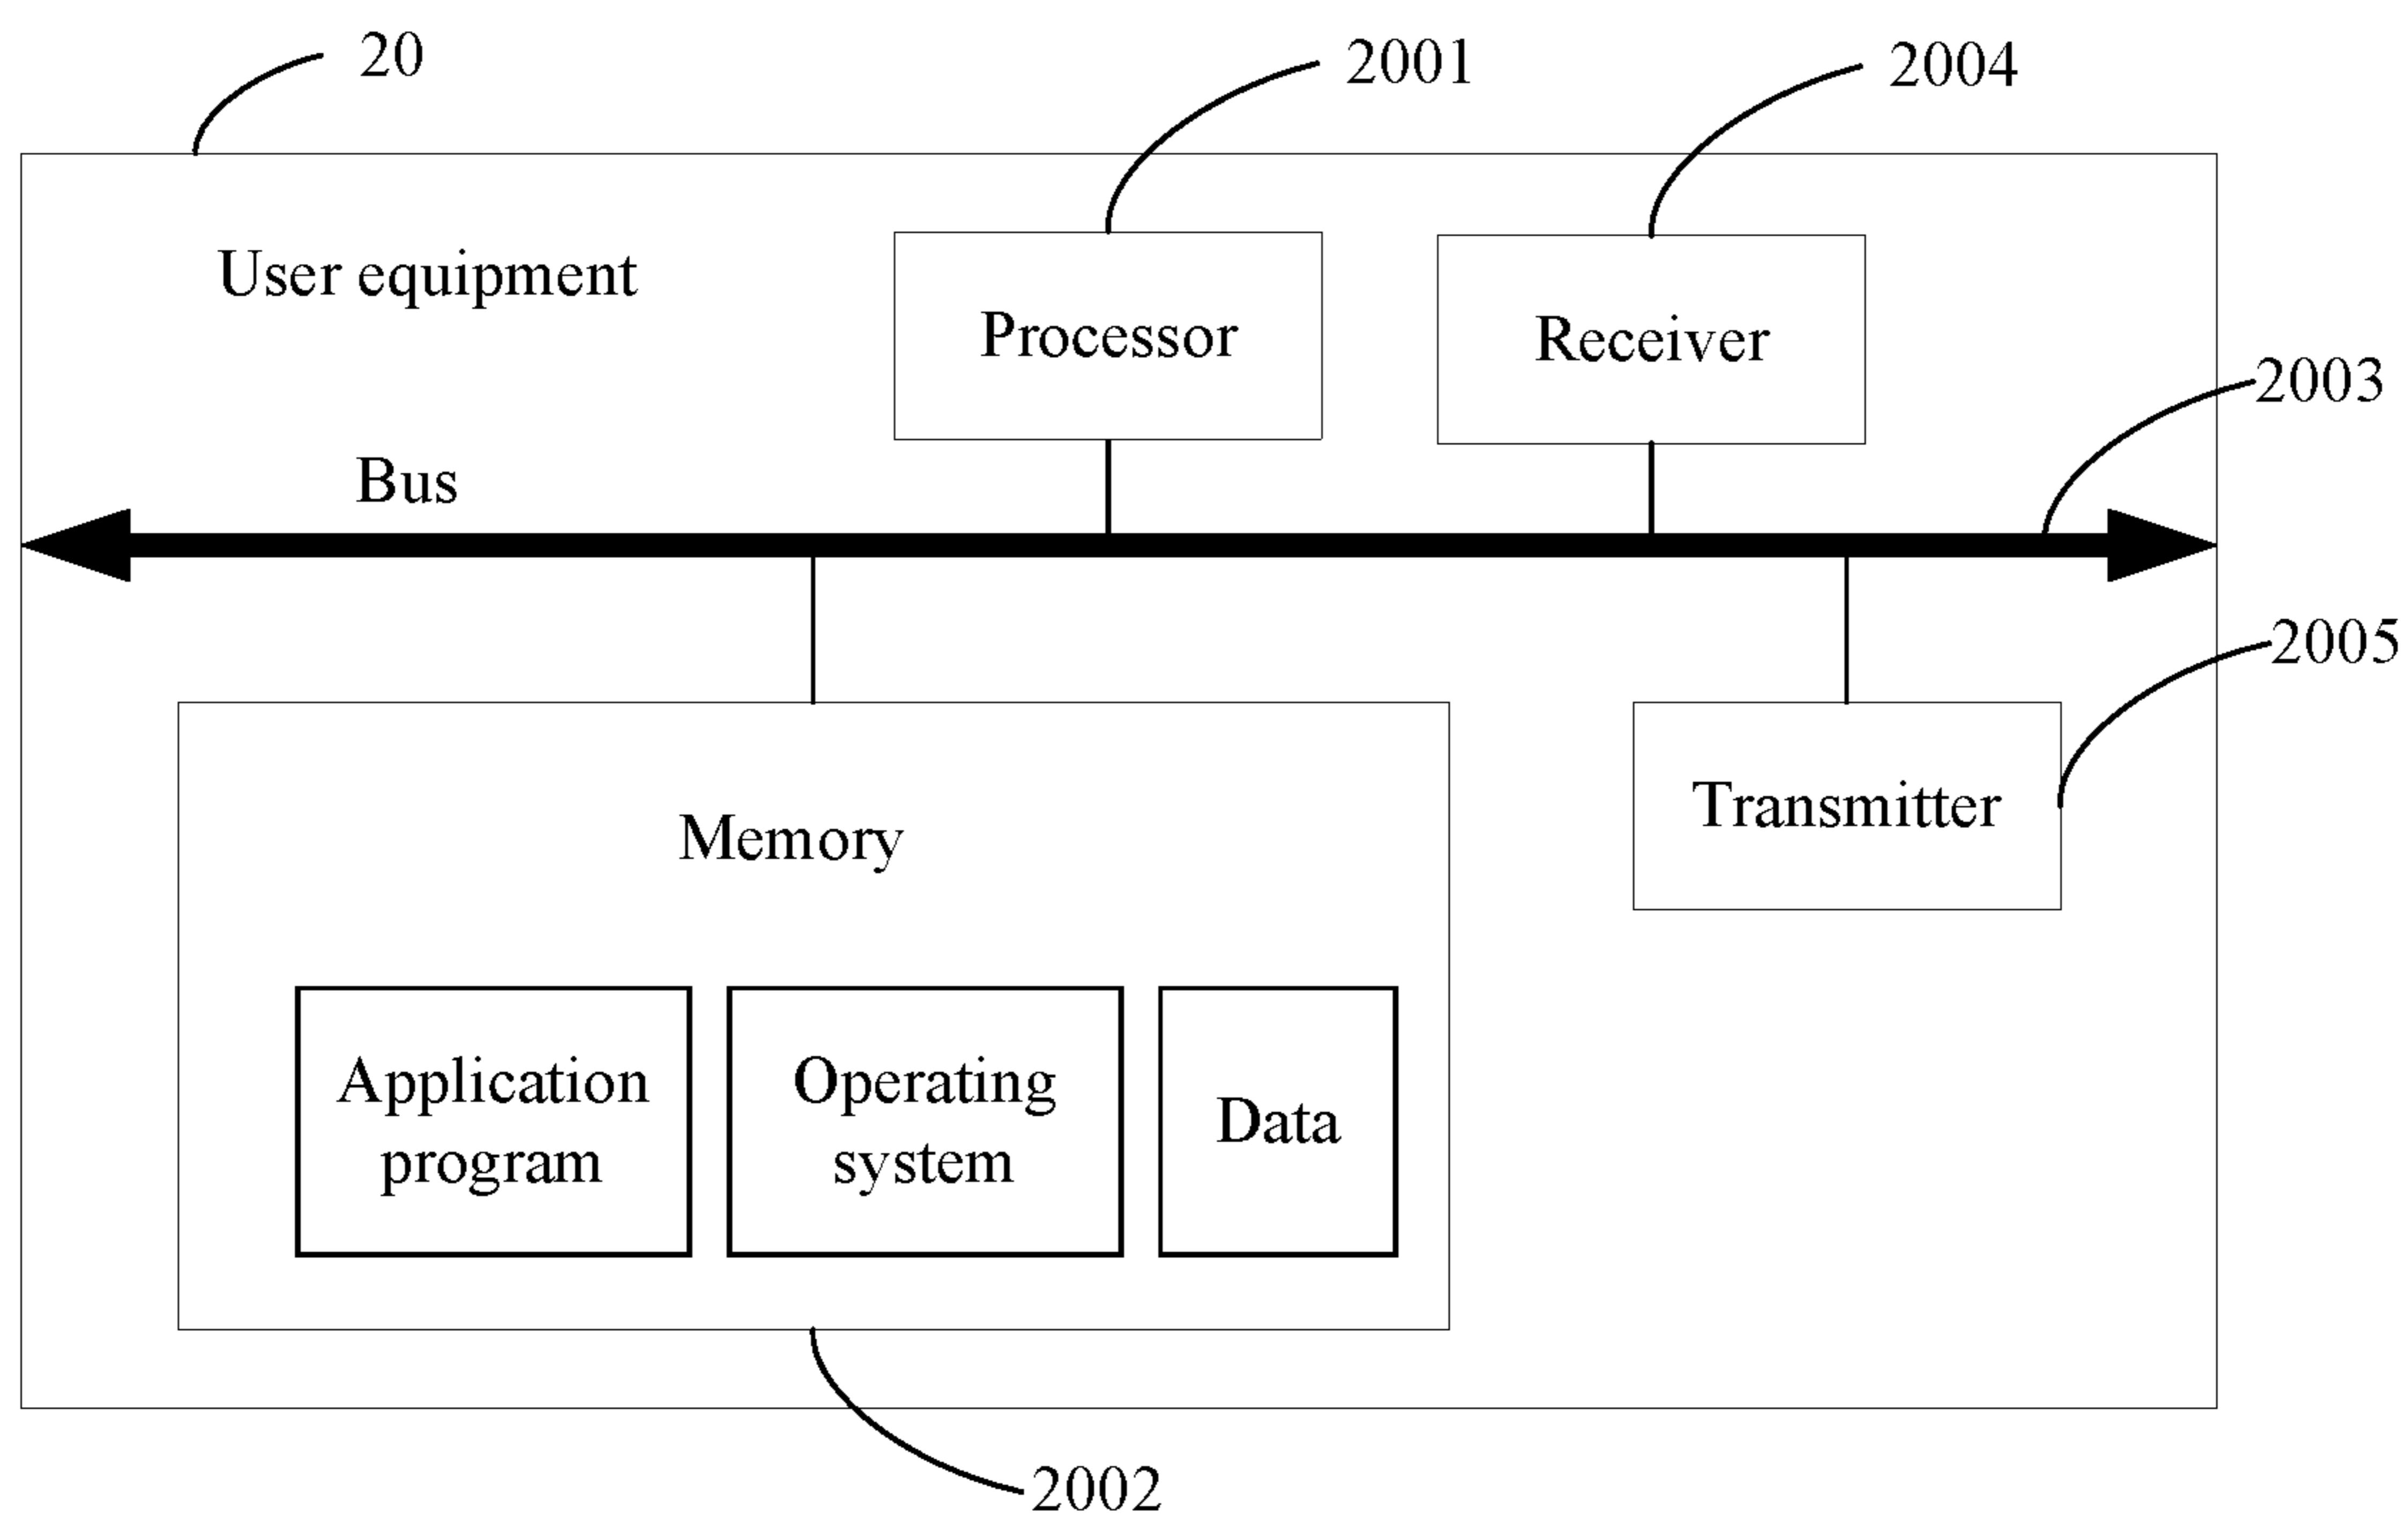 20
2001
2004
User equipment
Processor
Receiver
2003
Bus
2005
Memory
Transmitter
Application
program
Operating
system
Data
2002